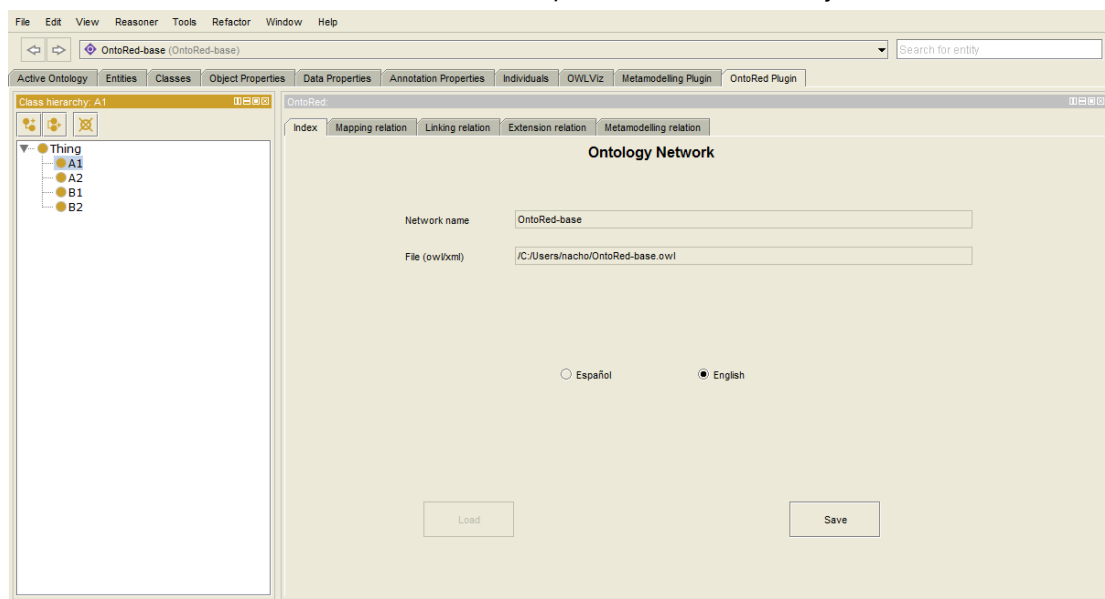 File Edit View Reasoner Tools Refactor Window Help
OntoRed-base (OntoRed-base)
Search for entity
Active Ontology Entities Classes Object Properties Data Properties Annotation Properties Individuals OWLViz Metamodelling Plugin OntoRed Plugin
Class hierarchy: A1
OntoRed:
Index Mapping relation Linking relation Extension relation Metamodelling relation
Thing
A1
A2
B1
B2
Ontology Network
Network name OntoRed-base
File (owl/xml) /C:/Users/nacho/OntoRed-base.owl
Español English
Load Save